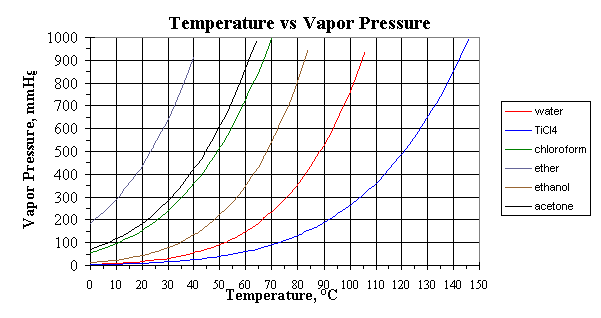 Temperature vs Vapor Pressure
Vapor Pressure, mmHg
1000
900
800
700
600
500
400
300
200
100
0
0 10 20 30 40 50 60 70 80 90 100 110 120 130 140 150
Temperature, °C
water
TiCl4
chloroform
ether
ethanol
acetone